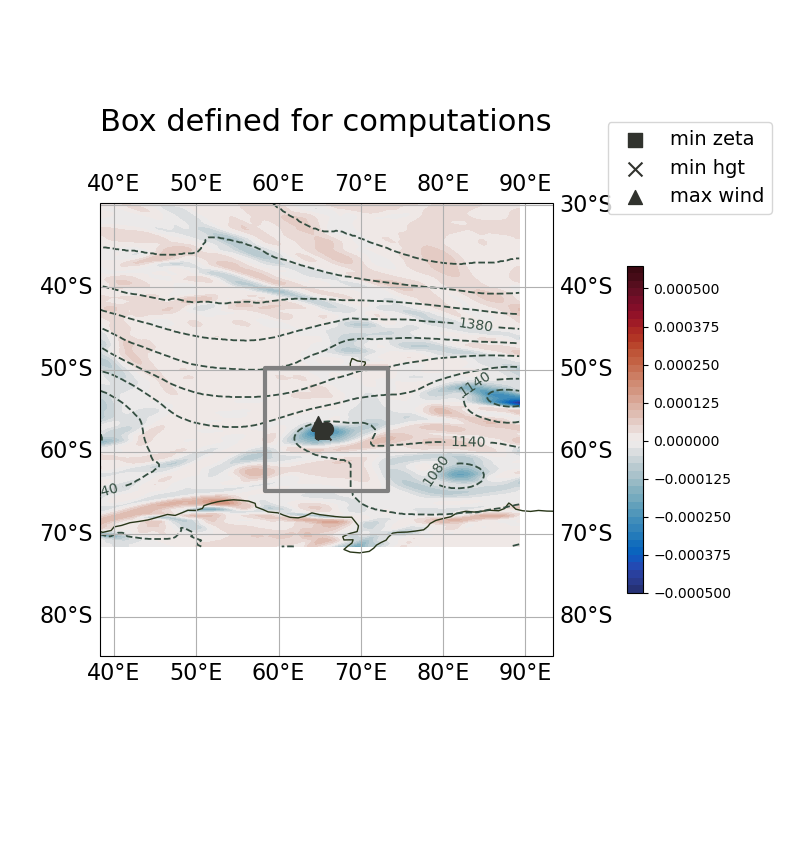 Box defined for computations
min zeta
min hgt
max wind
40°E 50°E 60°E 70°E 80°E 90°E
30°S
40°S 40°S
50°S 50°S
60°S 60°S
70°S 70°S
80°S 80°S
40°E 50°E 60°E 70°E 80°E 90°E
1380
1140
1140
1080
40
0.000500
0.000375
0.000250
0.000125
0.000000
−0.000125
−0.000250
−0.000375
−0.000500